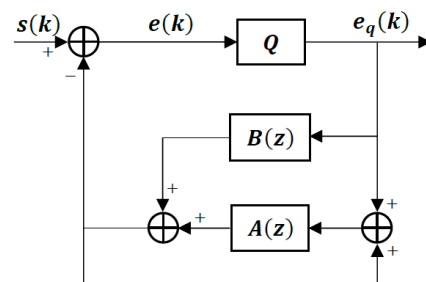 s(k) e(k) Q e_q(k)
+
−
B(z)
+ + +
A(z)
+